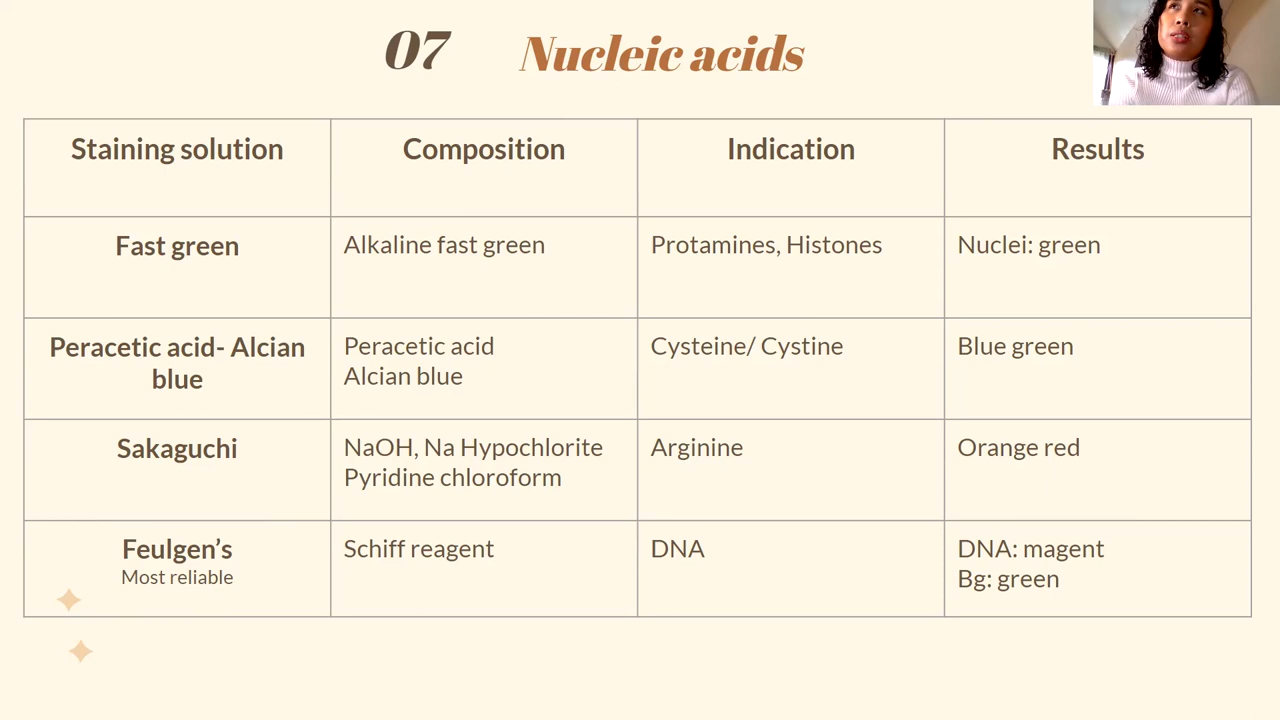 07 Nucleic acids
Staining solution Composition Indication Results
Fast green Alkaline fast green Protamines, Histones Nuclei: green
Peracetic acid- Alcian
blue
Peracetic acid
Alcian blue
Cysteine/ Cystine
Blue green
Sakaguchi
NaOH, Na Hypochlorite
Pyridine chloroform
Arginine
Orange red
Feulgen’s
Most reliable
Schiff reagent
DNA
DNA: magent
Bg: green